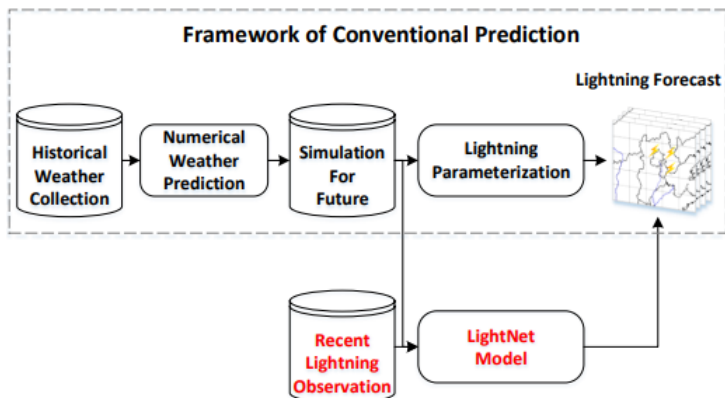 Framework of Conventional Prediction
Lightning Forecast
Historical
Weather
Collection
Numerical
Weather
Prediction
Simulation
For
Future
Lightning
Parameterization
Recent
Lightning
Observation
LightNet
Model